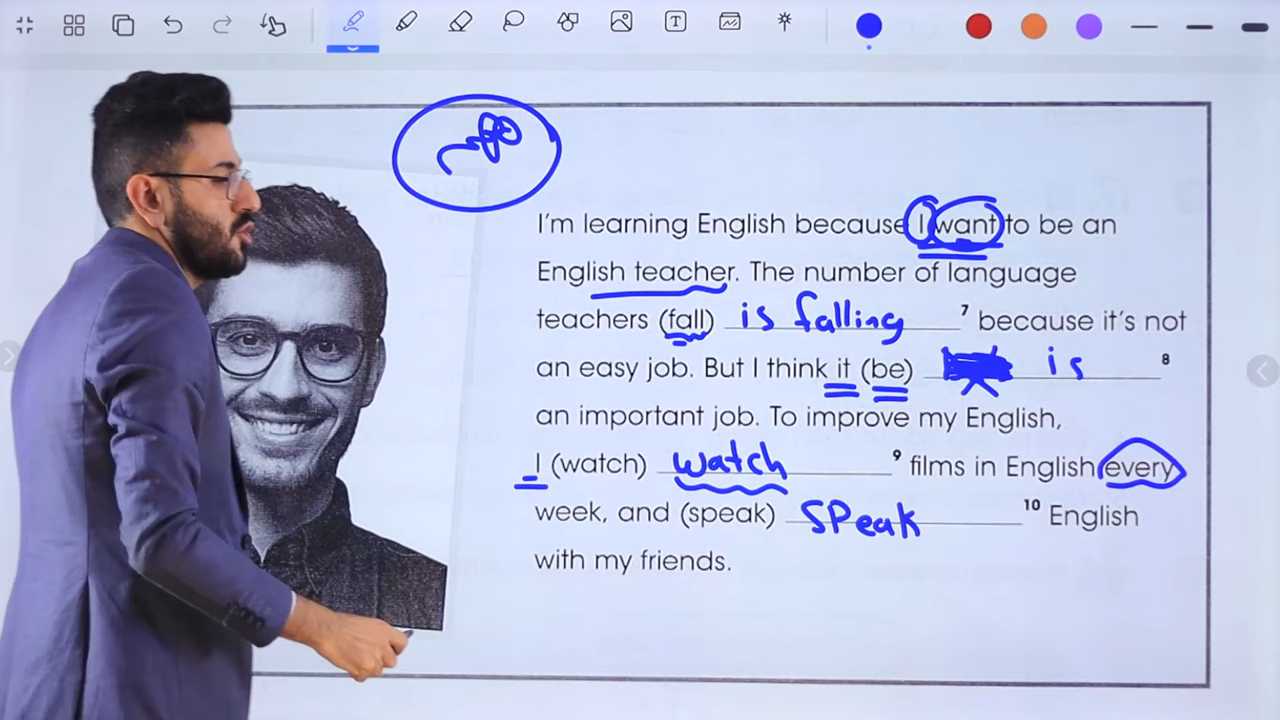 I'm learning English because I want to be an
English teacher. The number of language
teachers (fall) is falling 7 because it's not
an easy job. But I think it (be) is 8
an important job. To improve my English,
I (watch) watch 9 films in English every
week, and (speak) speak 10 English
with my friends.